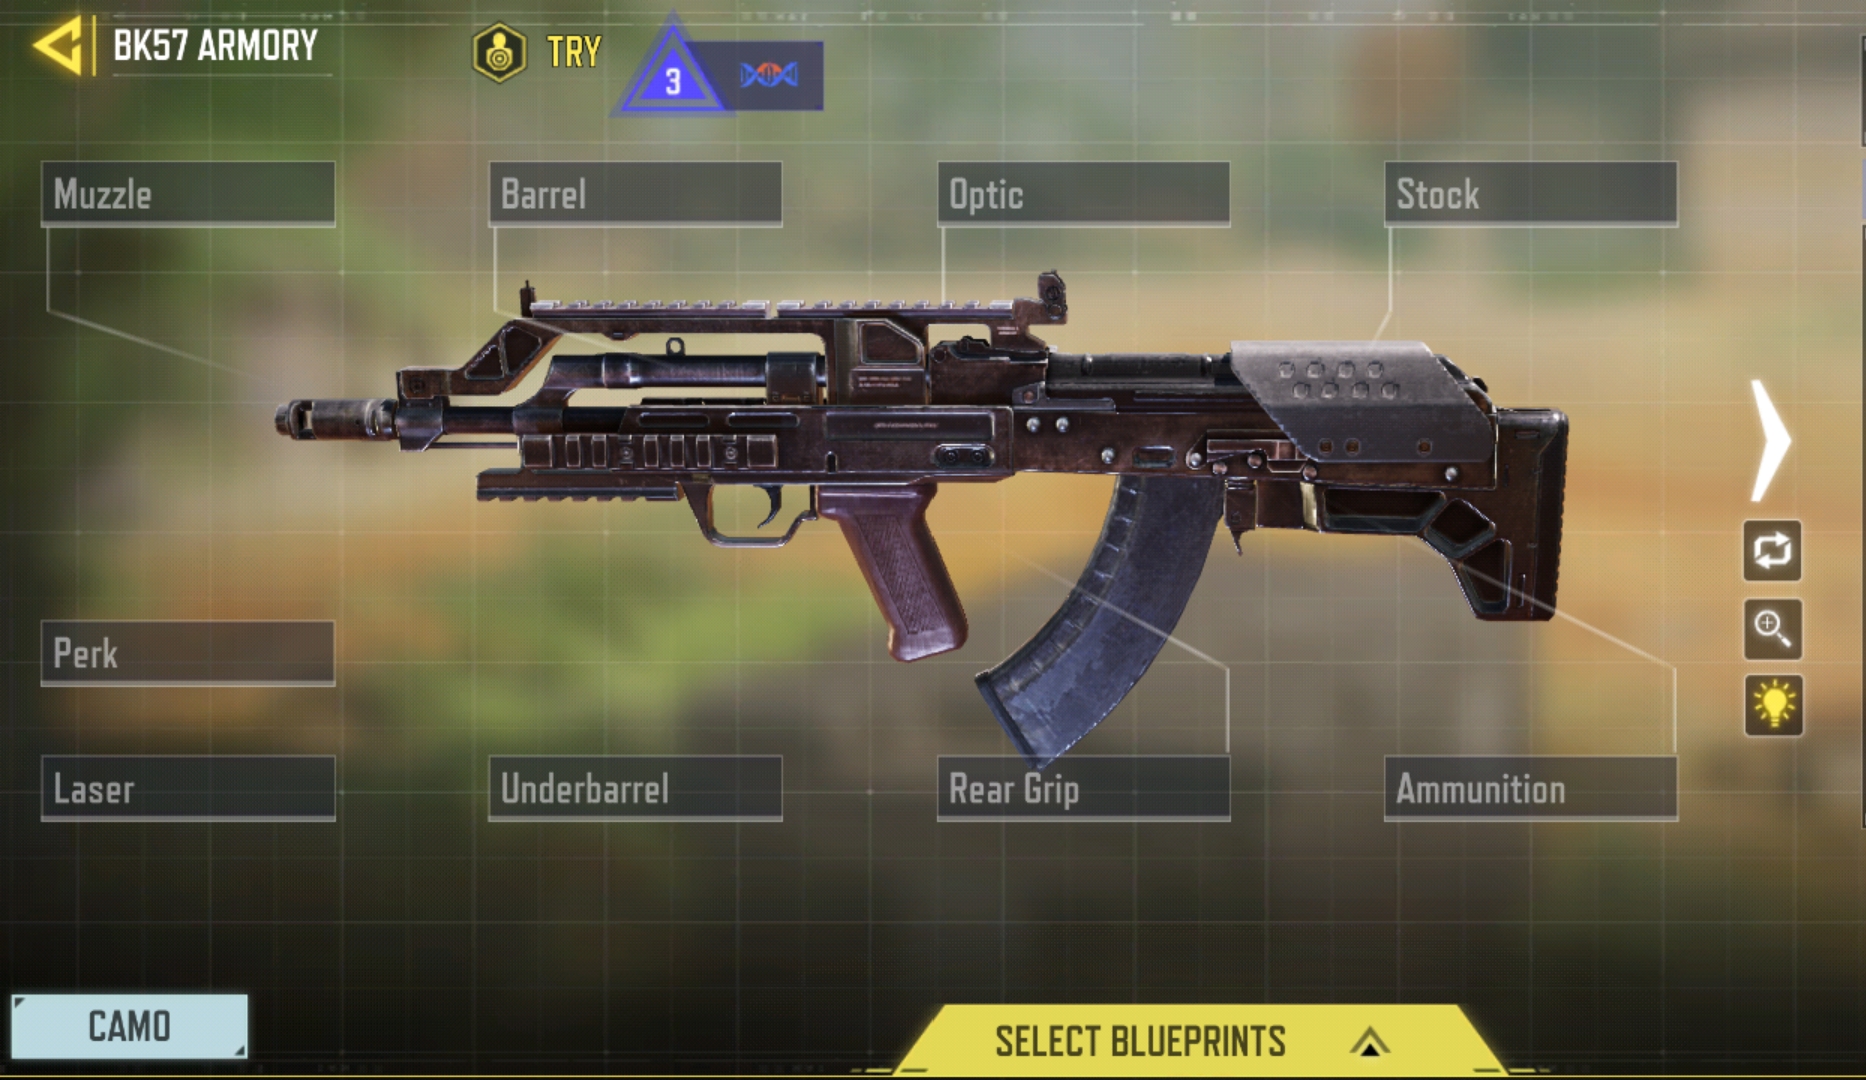 BK57 ARMORY
TRY
3
Muzzle
Barrel
Optic
Stock
Perk
Laser
Underbarrel
Rear Grip
Ammunition
CAMO
SELECT BLUEPRINTS